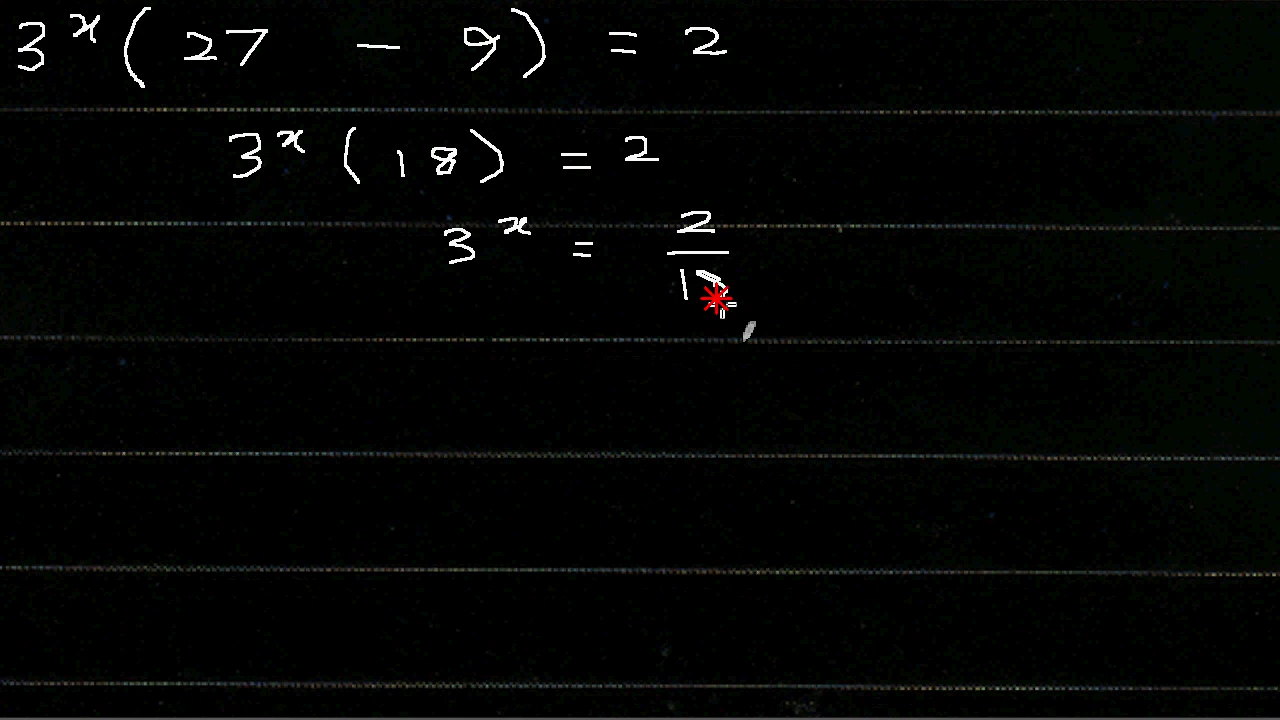 3^x (27 - 9) = 2
3^x (18) = 2
3^x = 2/1